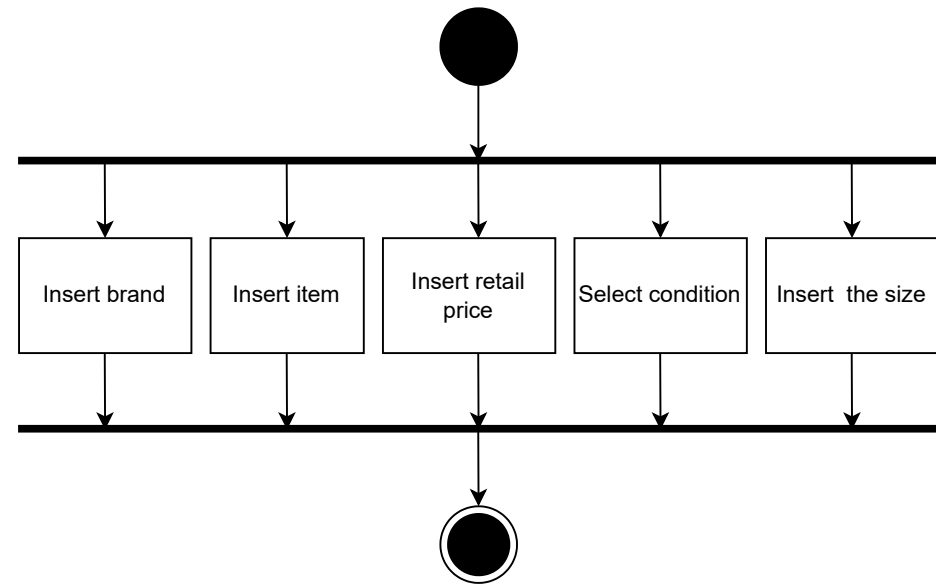 Insert brand
Insert item
Insert retail
price
Select condition
Insert  the size